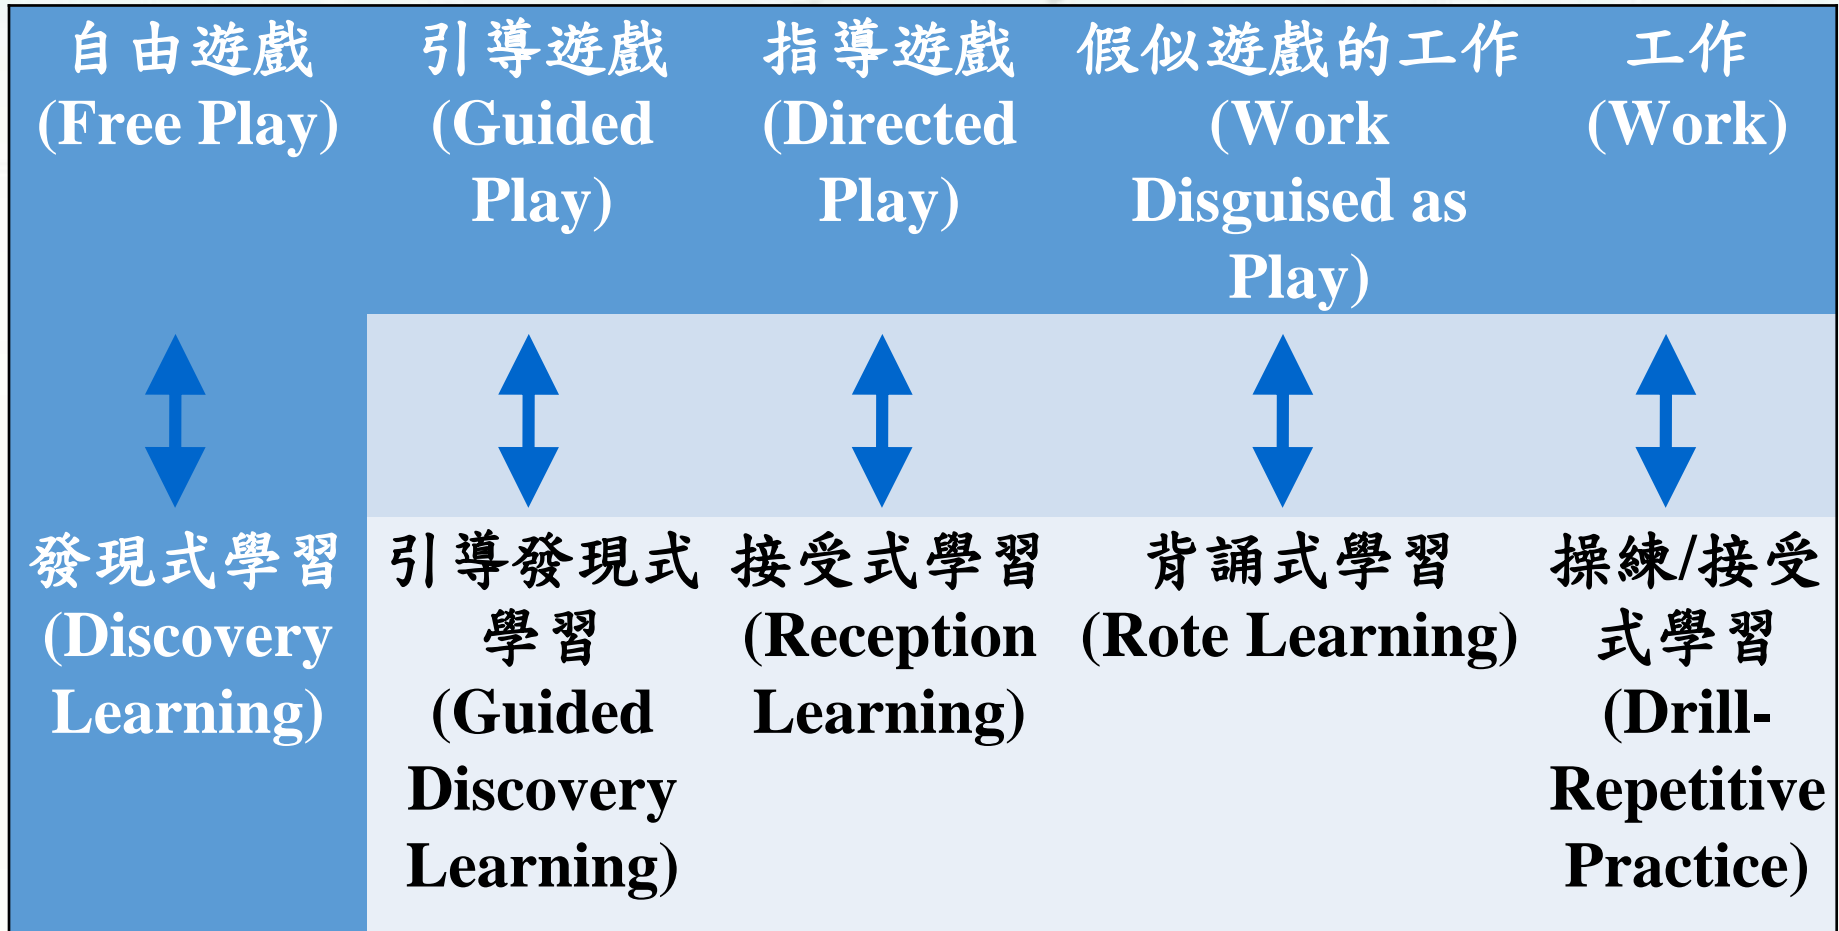 自由遊戲
(Free Play)
引導遊戲
(Guided
Play)
指導遊戲
(Directed
Play)
假似遊戲的工作
(Work
Disguised as
Play)
工作
(Work)
發現式學習
(Discovery
Learning)
引導發現式
學習
(Guided
Discovery
Learning)
接受式學習
(Reception
Learning)
背誦式學習
(Rote Learning)
操練/接受
式學習
(Drill-
Repetitive
Practice)